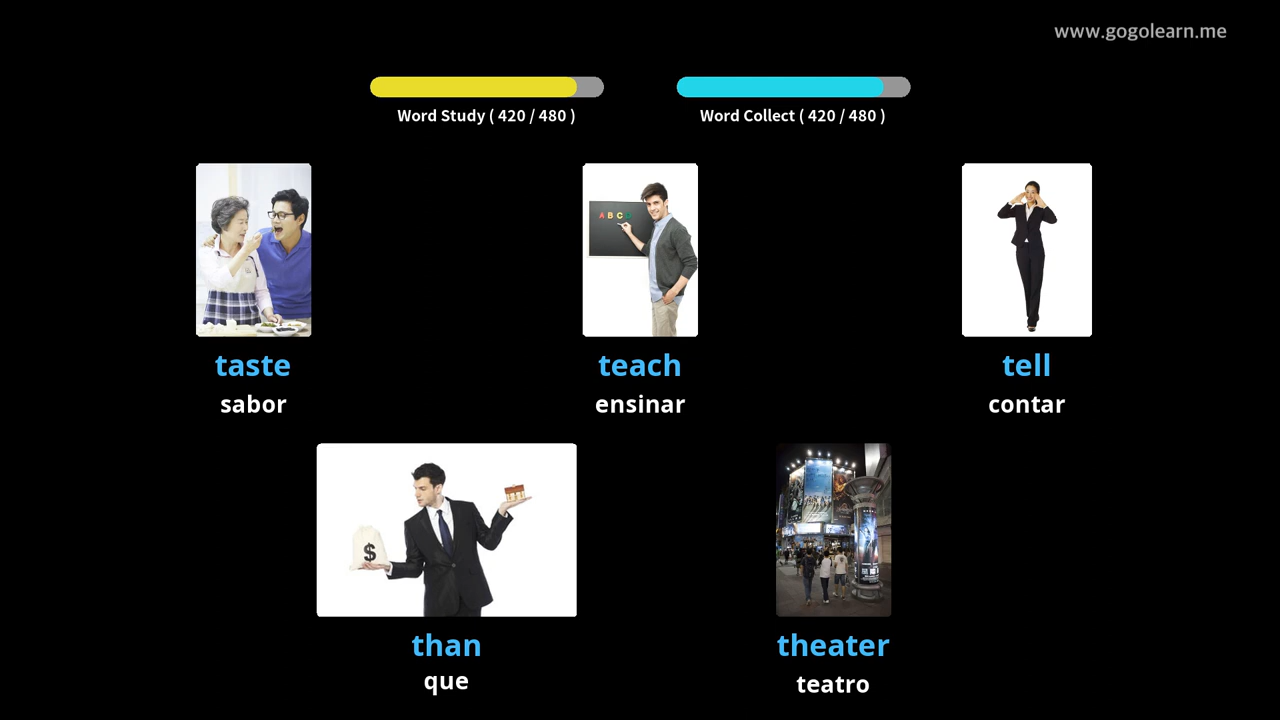 www.gogolearn.me
Word Study ( 420 / 480 )
Word Collect ( 420 / 480 )
A B C
$
taste
teach
tell
sabor
ensinar
contar
than
theater
que
teatro